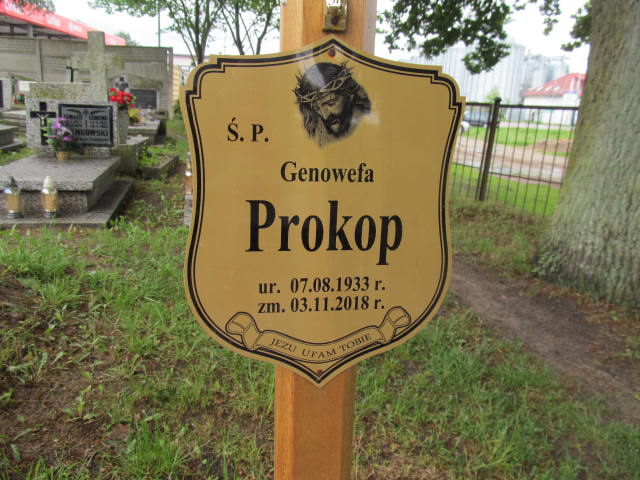 Ś. P.
Genowefa
Prokop
ur. 07.08.1933 r.
zm. 03.11.2018 r.
JEZU UFAM TOBIE